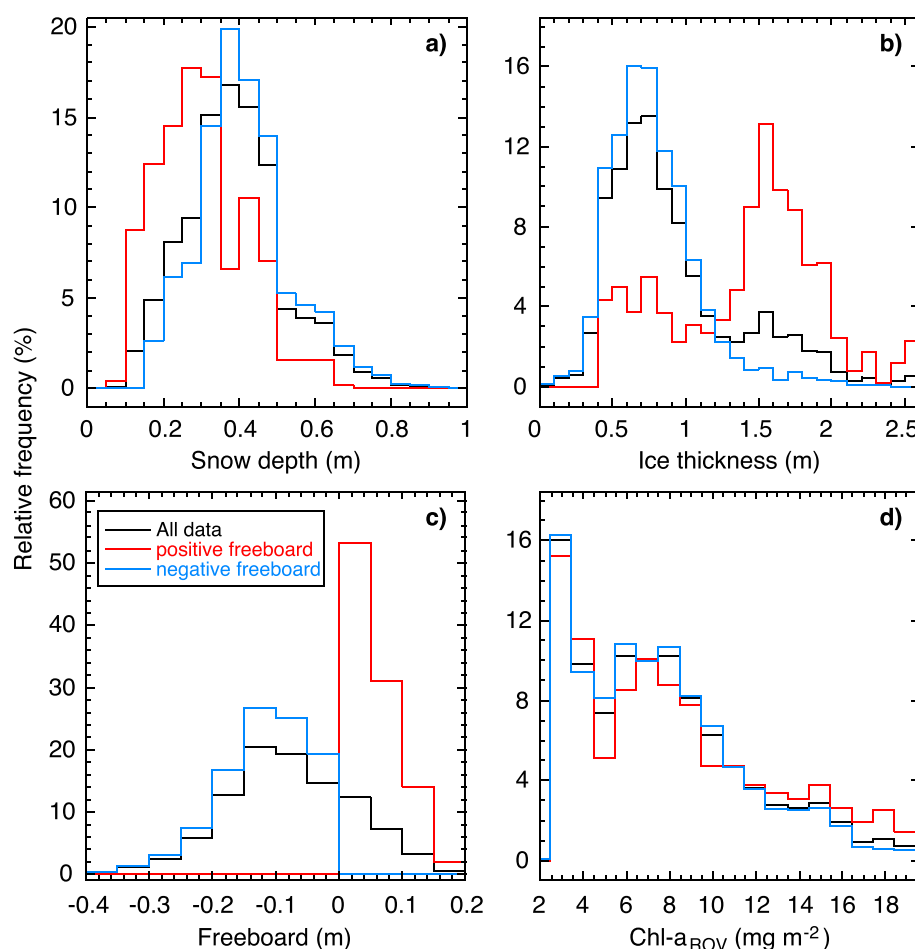 a)
20
15
10
5
0
0 0.2 0.4 0.6 0.8 1
Snow depth (m)
b)
16
12
8
4
0
0 0.5 1 1.5 2 2.5
Ice thickness (m)
Relative frequency (%)
c)
60
50
40
30
20
10
0
All data
positive freeboard
negative freeboard
-0.4 -0.3 -0.2 -0.1 0 0.1 0.2
Freeboard (m)
d)
16
12
8
4
0
2 4 6 8 10 12 14 16 18
Chl-a_ROV (mg m⁻²)